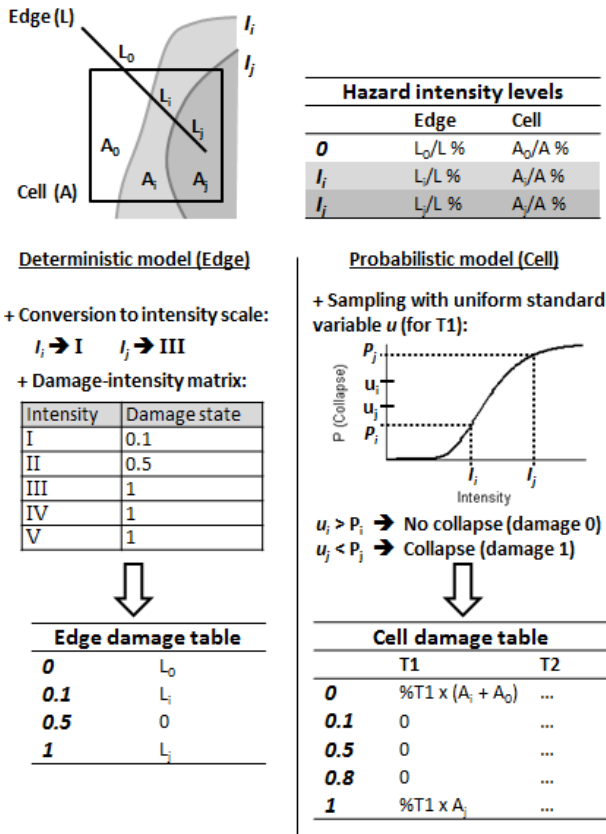 Edge (L)
L₀
Iᵢ
Iⱼ
Lᵢ
Lⱼ
A₀
Aᵢ
Aⱼ
Cell (A)
Hazard intensity levels
Edge Cell
0 L₀/L % A₀/A %
Iᵢ Lᵢ/L % Aᵢ/A %
Iⱼ Lⱼ/L % Aⱼ/A %
Deterministic model (Edge)
+ Conversion to intensity scale:
Iᵢ ➔ I Iⱼ ➔ III
+ Damage-intensity matrix:
Intensity Damage state
I 0.1
II 0.5
III 1
IV 1
V 1
Edge damage table
0 L₀
0.1 Lᵢ
0.5 0
1 Lⱼ
Probabilistic model (Cell)
+ Sampling with uniform standard
variable u (for T1):
P (Collapse)
Pⱼ
uᵢ
uⱼ
Pᵢ
Iᵢ Iⱼ
Intensity
uᵢ > Pᵢ ➔ No collapse (damage 0)
uⱼ < Pⱼ ➔ Collapse (damage 1)
Cell damage table
T1 T2
0 %T1 x (Aᵢ + A₀) ...
0.1 0 ...
0.5 0 ...
0.8 0 ...
1 %T1 x Aⱼ ...